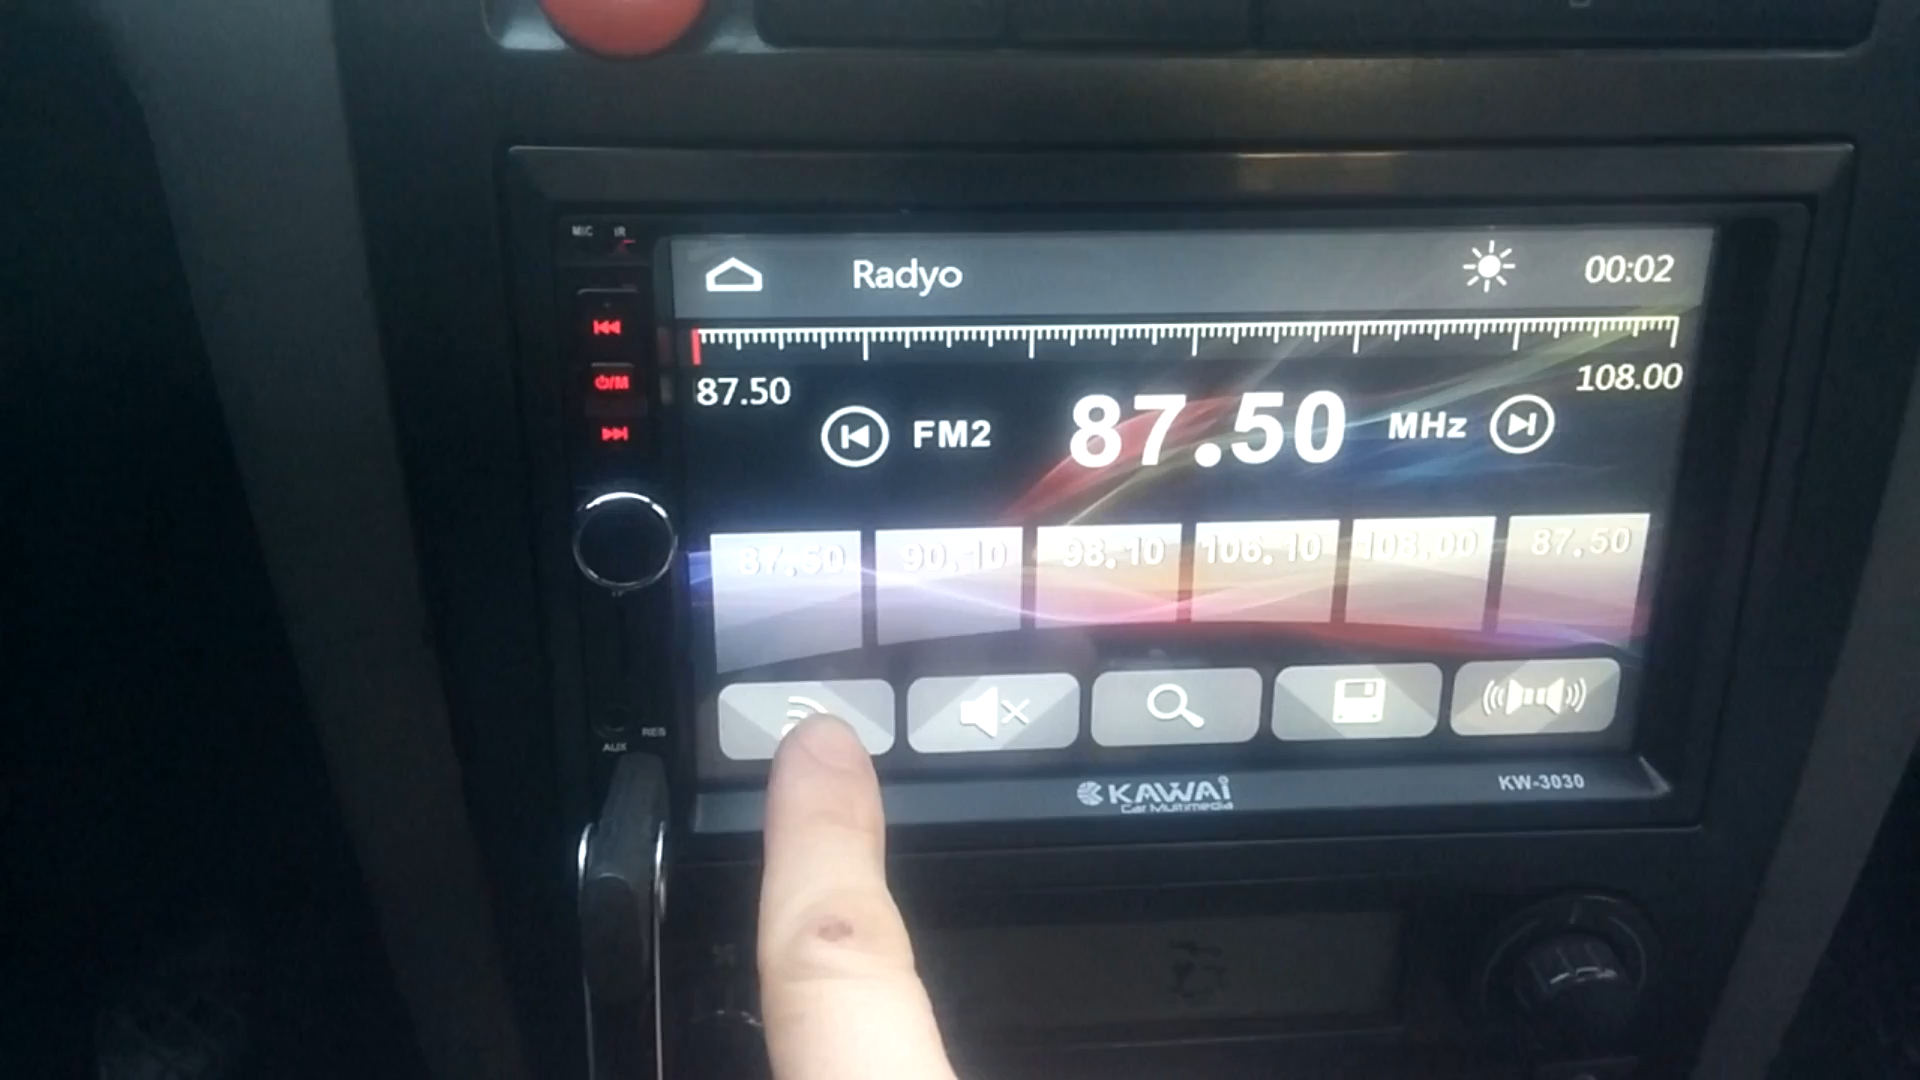 MIC IR
Radyo 00:02
87.50 108.00
FM2 87.50 MHz
87.50 90.10 98.10 106.10 108.00 87.50
⏻/M
RES
AUX
KAWAi
Car Multimedia
KW-3030